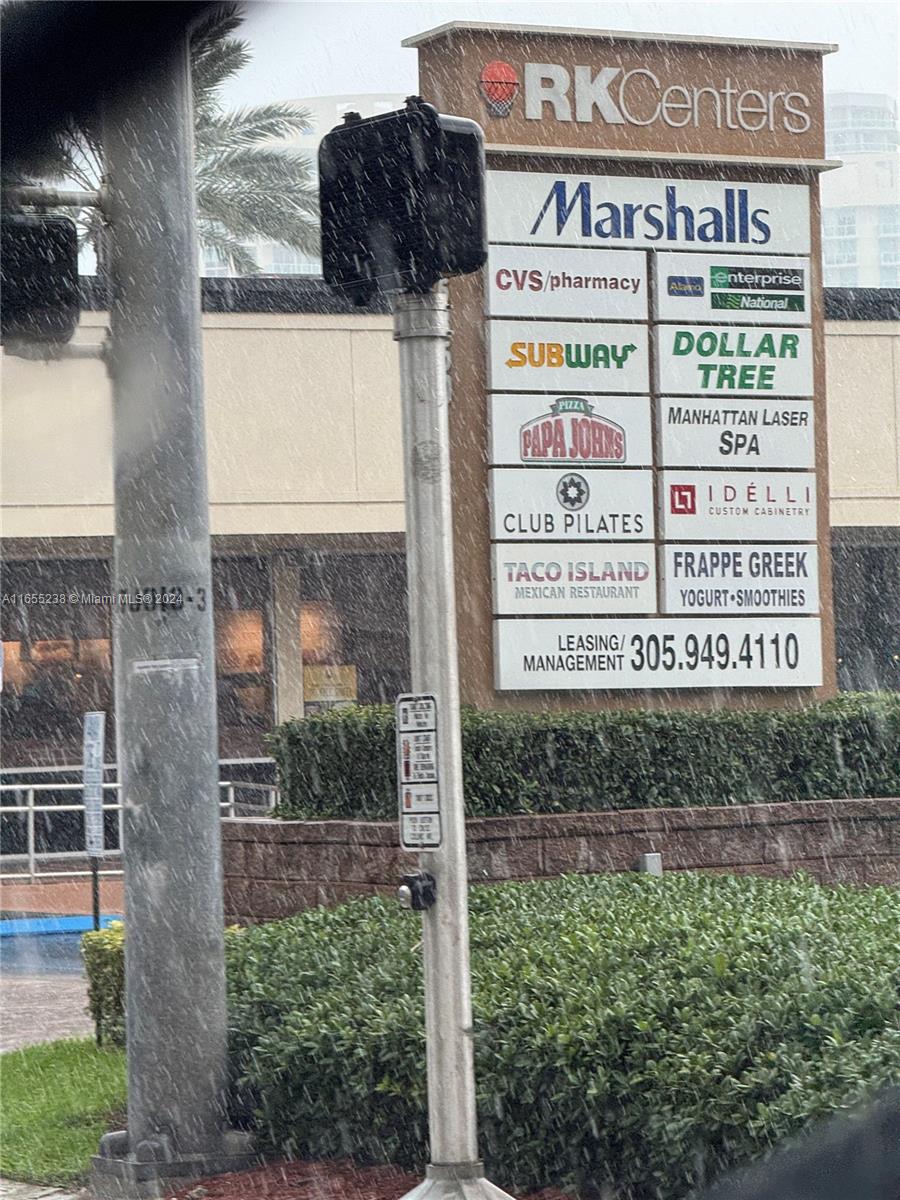 RKCenters
Marshalls
CVS/pharmacy
Alamo
enterprise
National
SUBWAY
DOLLAR
TREE
PIZZA
PAPA JOHNS
MANHATTAN LASER
SPA
CLUB PILATES
IDÉLLI
CUSTOM CABINETRY
TACO ISLAND
MEXICAN RESTAURANT
FRAPPE GREEK
YOGURT•SMOOTHIES
LEASING/
MANAGEMENT 305.949.4110
A11655238 © Miami MLS® 2024